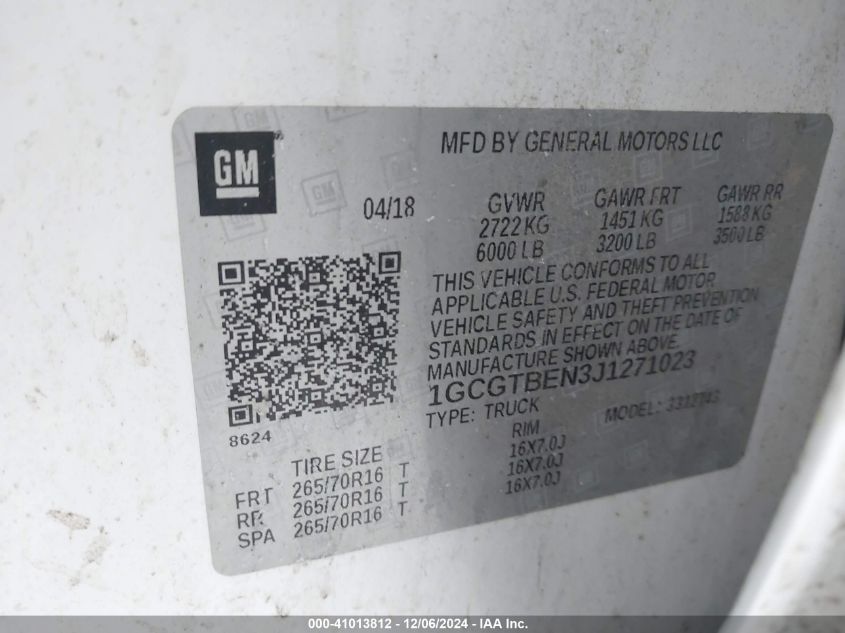 GM
MFD BY GENERAL MOTORS LLC
04/18
GVWR GAWR FRT GAWR RR
2722 KG 1451 KG 1588 KG
6000 LB 3200 LB 3500 LB
THIS VEHICLE CONFORMS TO ALL
APPLICABLE U.S. FEDERAL MOTOR
VEHICLE SAFETY AND THEFT PREVENTION
STANDARDS IN EFFECT ON THE DATE OF
MANUFACTURE SHOWN ABOVE.
1GCGTBEN3J1271023
TYPE: TRUCK MODEL:
8624
TIRE SIZE RIM
FRT 265/70R16 T 16X7.0J
RR 265/70R16 T 16X7.0J
SPA 265/70R16 T 16X7.0J
000-41013812 - 12/06/2024 - IAA Inc.